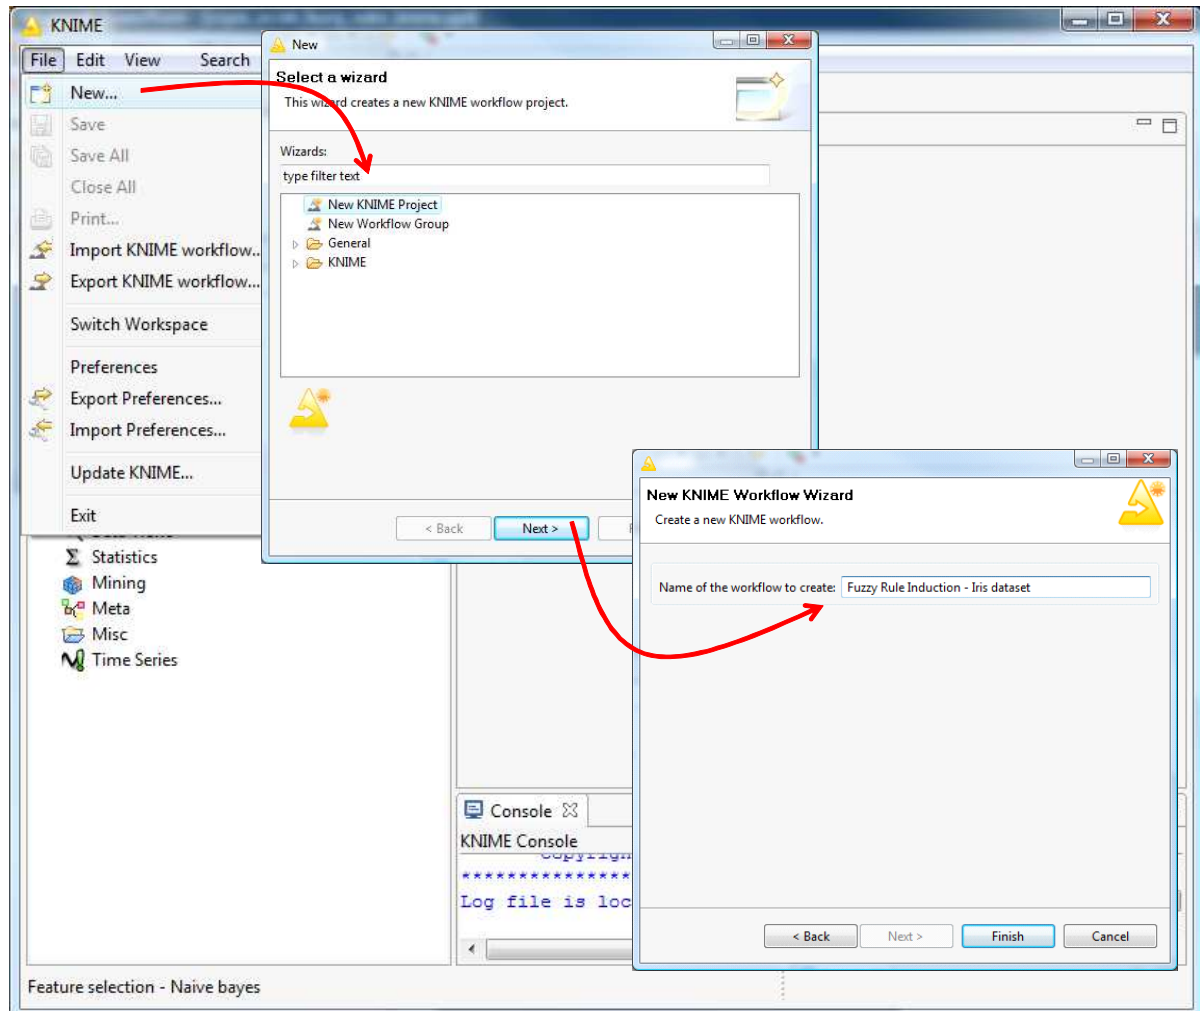 KNIME
File Edit View Search
New...
Save
Save All
Close All
Print...
Import KNIME workflow...
Export KNIME workflow...
Switch Workspace
Preferences
Export Preferences...
Import Preferences...
Update KNIME...
Exit
Statistics
Mining
Meta
Misc
Time Series
New
Select a wizard
This wizard creates a new KNIME workflow project.
Wizards:
type filter text
New KNIME Project
New Workflow Group
General
KNIME
< Back Next >
New KNIME Workflow Wizard
Create a new KNIME workflow.
Name of the workflow to create: Fuzzy Rule Induction - Iris dataset
< Back Next > Finish Cancel
Console
KNIME Console
Copyrigh
***************
Log file is loc
Feature selection - Naive bayes